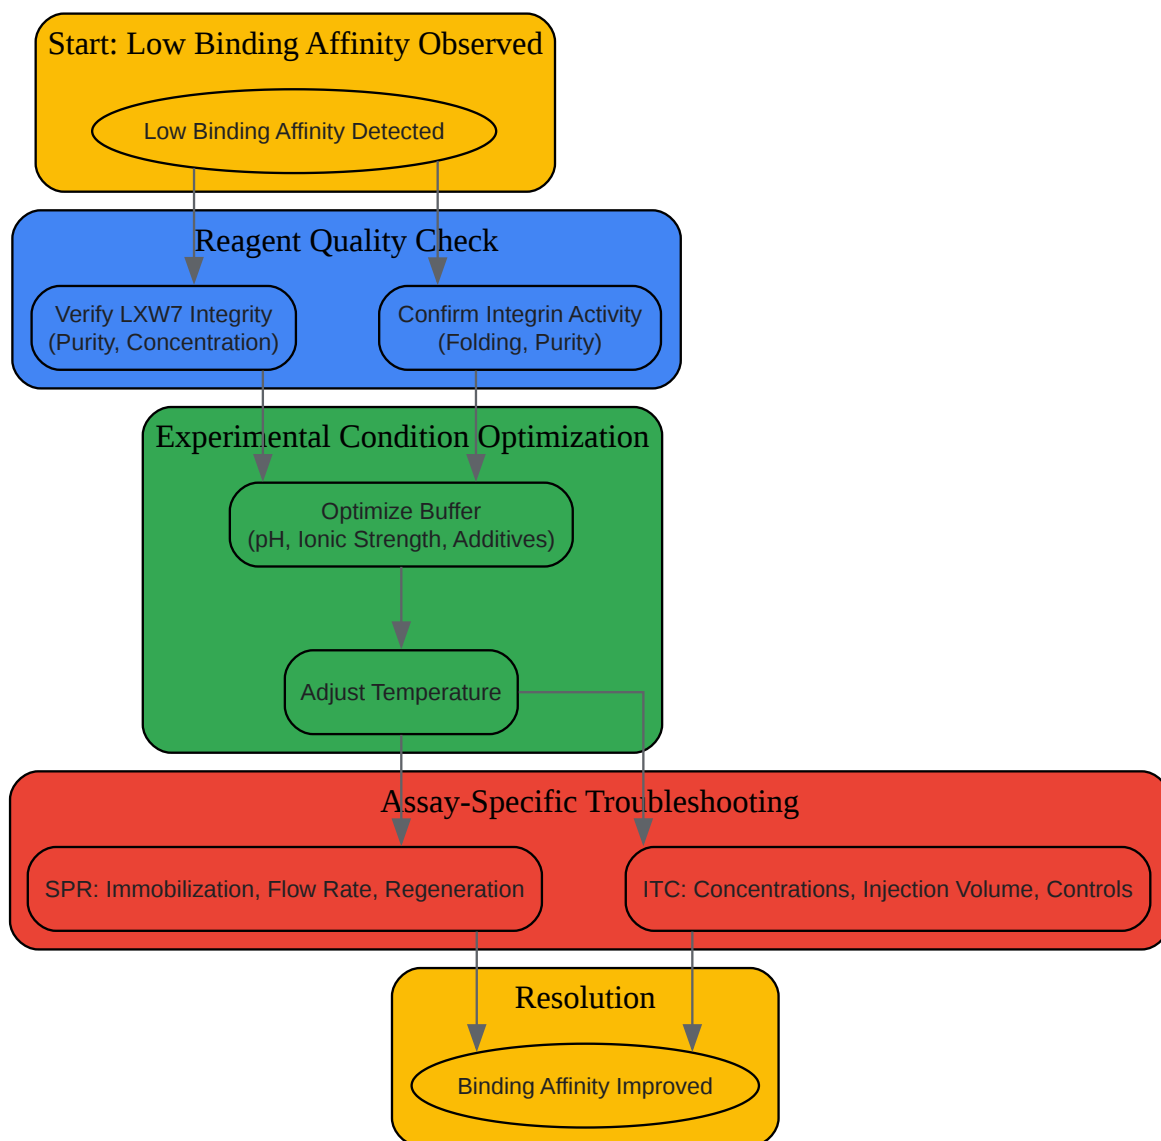 Start: Low Binding Affinity Observed
Low Binding Affinity Detected
Reagent Quality Check
Verify LXW7 Integrity
(Purity, Concentration)
Confirm Integrin Activity
(Folding, Purity)
Experimental Condition Optimization
Optimize Buffer
(pH, Ionic Strength, Additives)
Adjust Temperature
Assay-Specific Troubleshooting
SPR: Immobilization, Flow Rate, Regeneration
ITC: Concentrations, Injection Volume, Controls
Resolution
Binding Affinity Improved